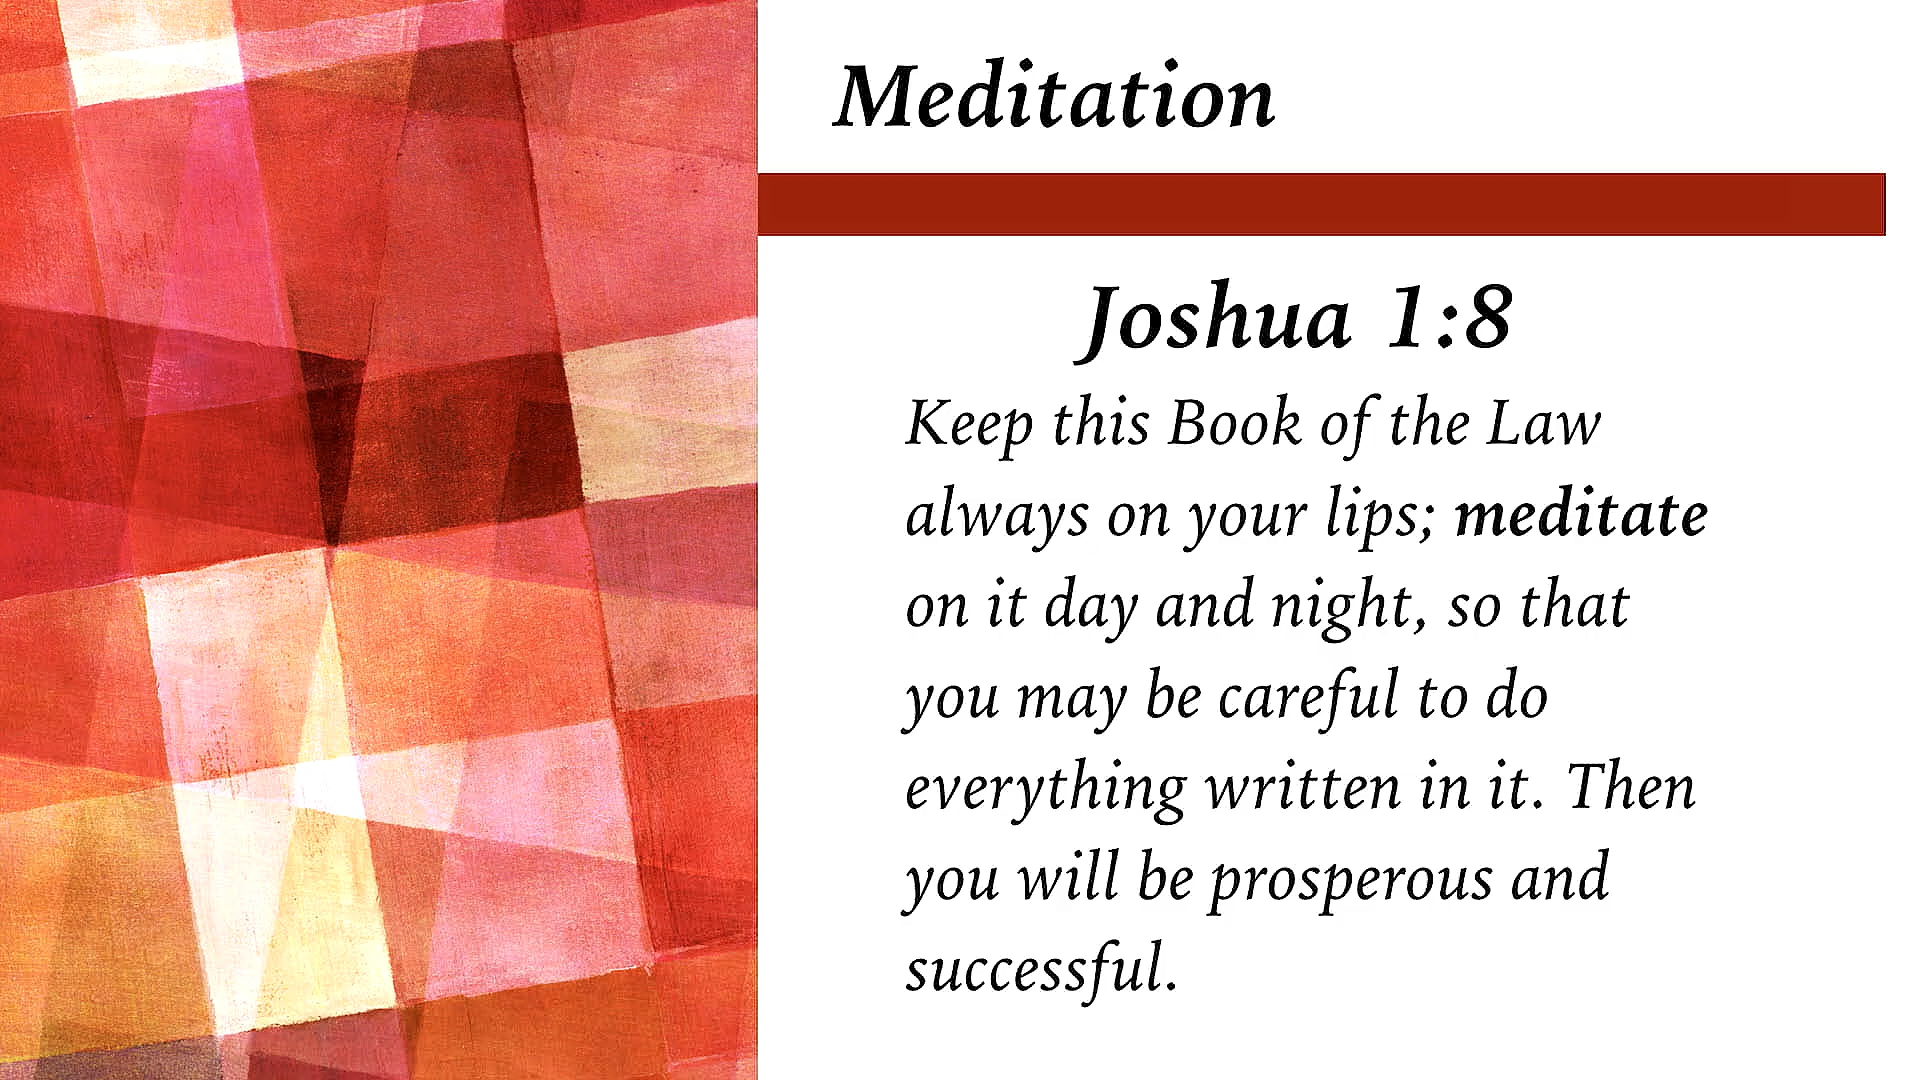 Meditation
Joshua 1:8
Keep this Book of the Law
always on your lips; meditate
on it day and night, so that
you may be careful to do
everything written in it. Then
you will be prosperous and
successful.